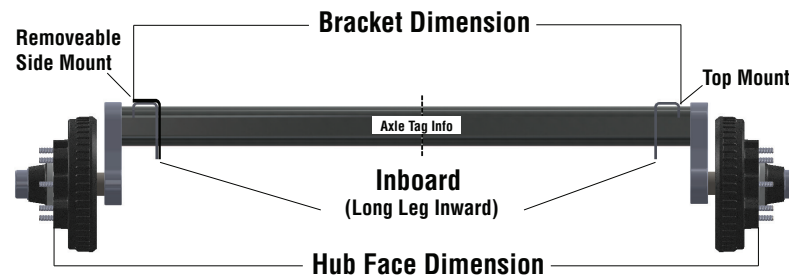 Bracket Dimension
Removeable
Side Mount
Top Mount
Axle Tag Info
Inboard
(Long Leg Inward)
Hub Face Dimension